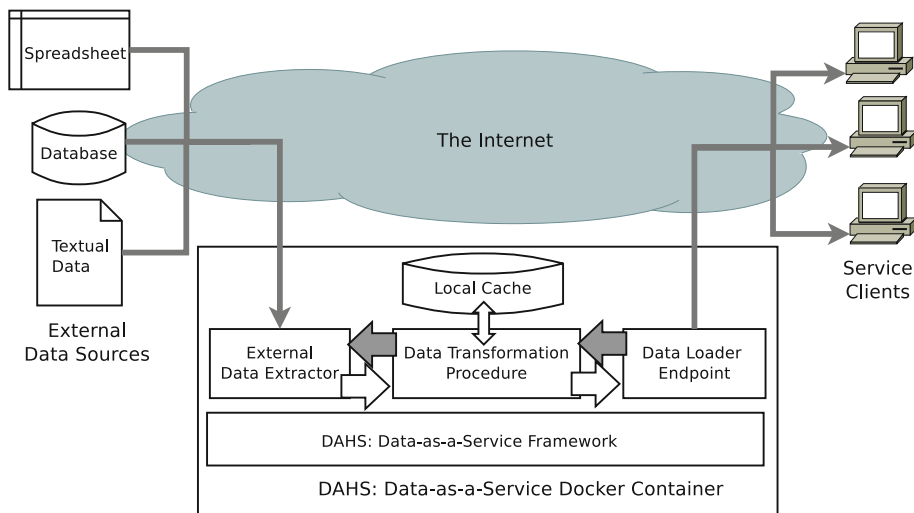 Spreadsheet
Database
Textual
Data
External
Data Sources
The Internet
Service
Clients
Local Cache
External
Data Extractor
Data Transformation
Procedure
Data Loader
Endpoint
DAHS: Data-as-a-Service Framework
DAHS: Data-as-a-Service Docker Container